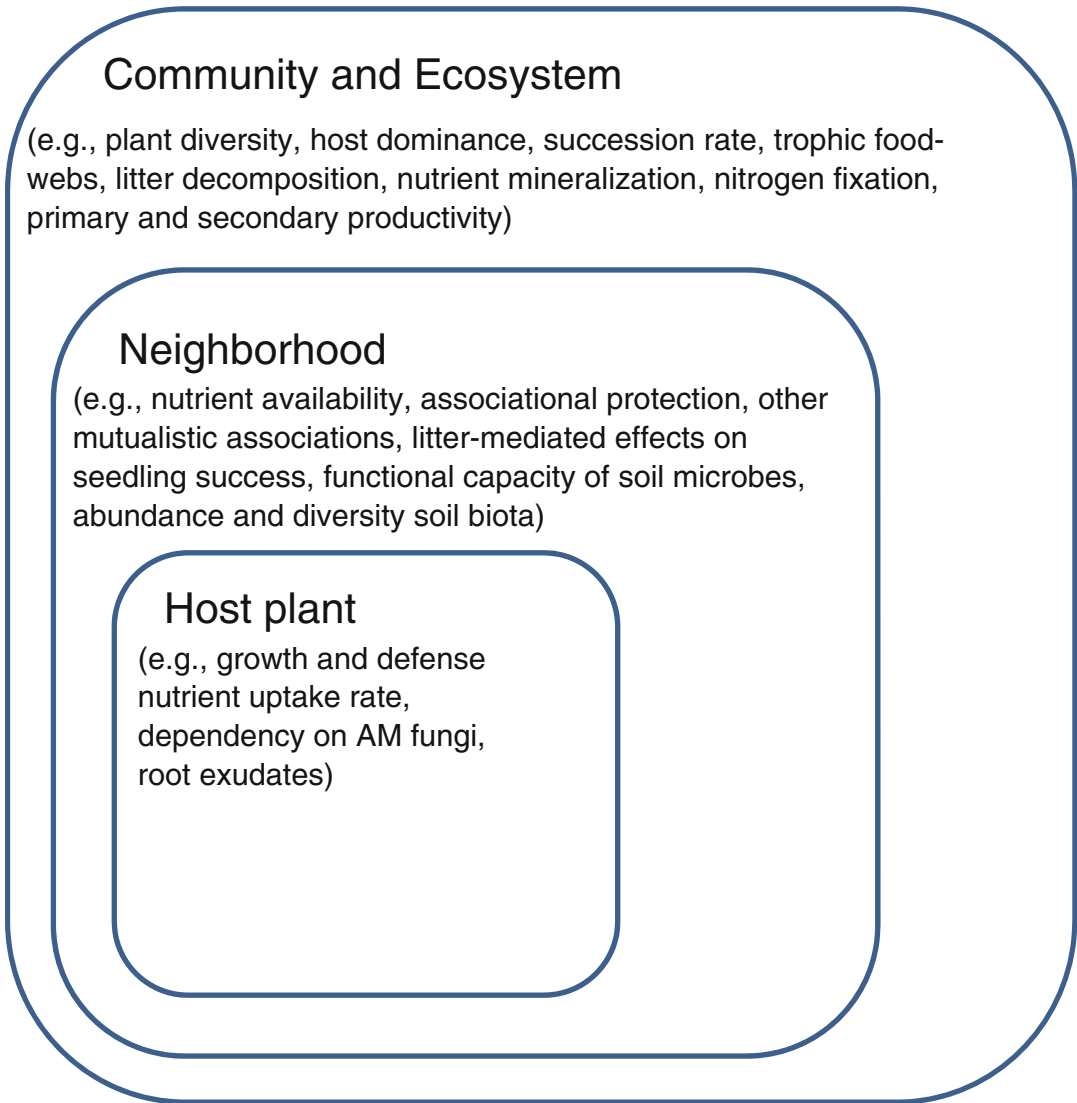 Community and Ecosystem
(e.g., plant diversity, host dominance, succession rate, trophic food-
webs, litter decomposition, nutrient mineralization, nitrogen fixation,
primary and secondary productivity)
Neighborhood
(e.g., nutrient availability, associational protection, other
mutualistic associations, litter-mediated effects on
seedling success, functional capacity of soil microbes,
abundance and diversity soil biota)
Host plant
(e.g., growth and defense
nutrient uptake rate,
dependency on AM fungi,
root exudates)